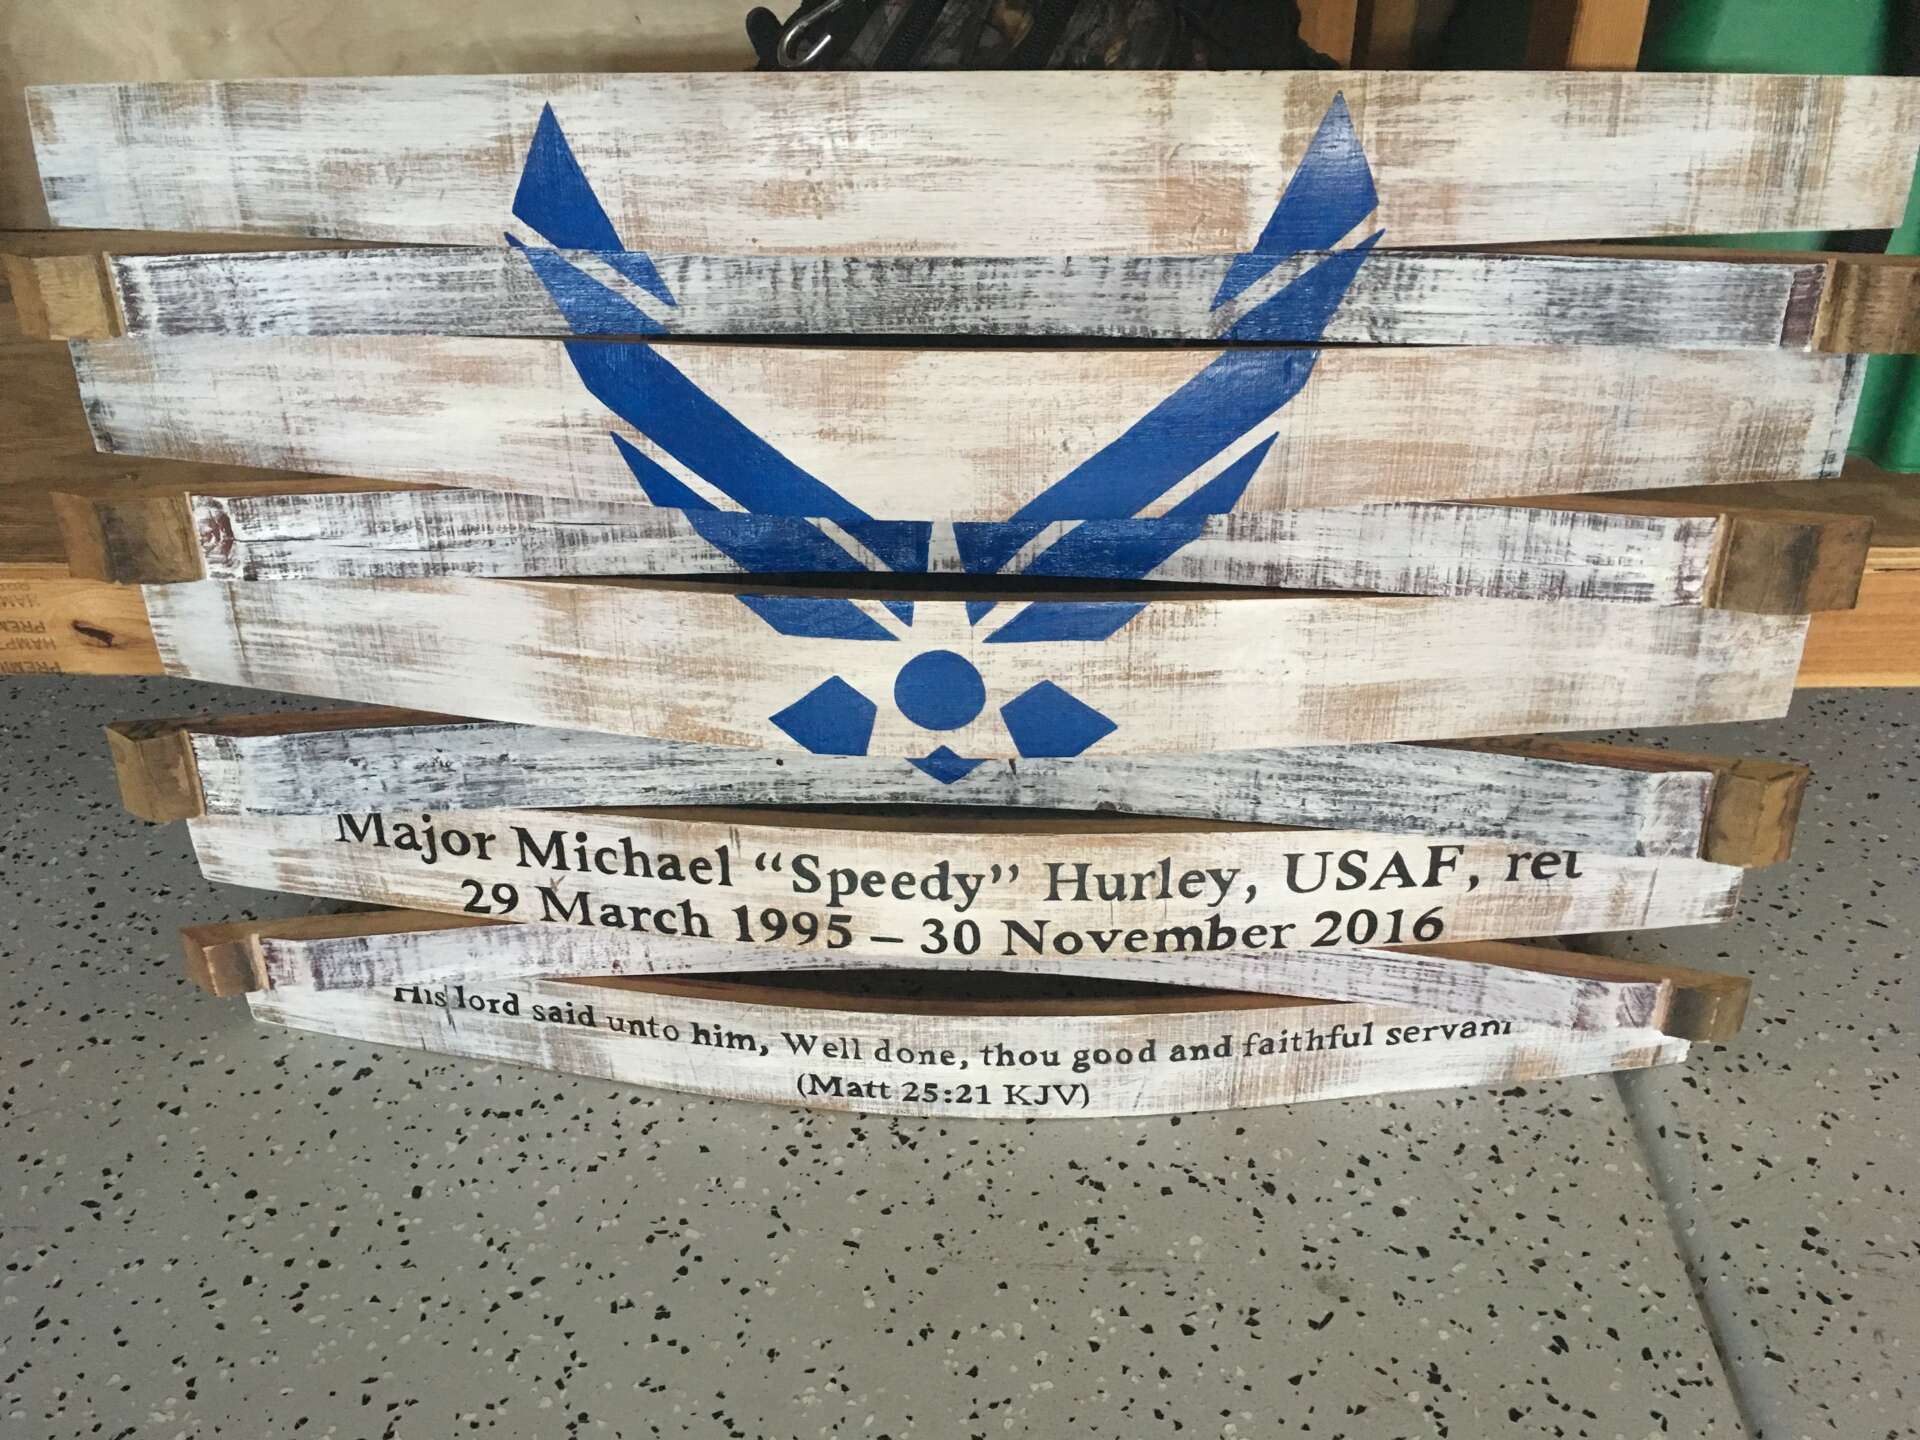 Major Michael “Speedy” Hurley, USAF, ret
29 March 1995 – 30 November 2016
His lord said unto him, Well done, thou good and faithful servant
(Matt 25:21 KJV)